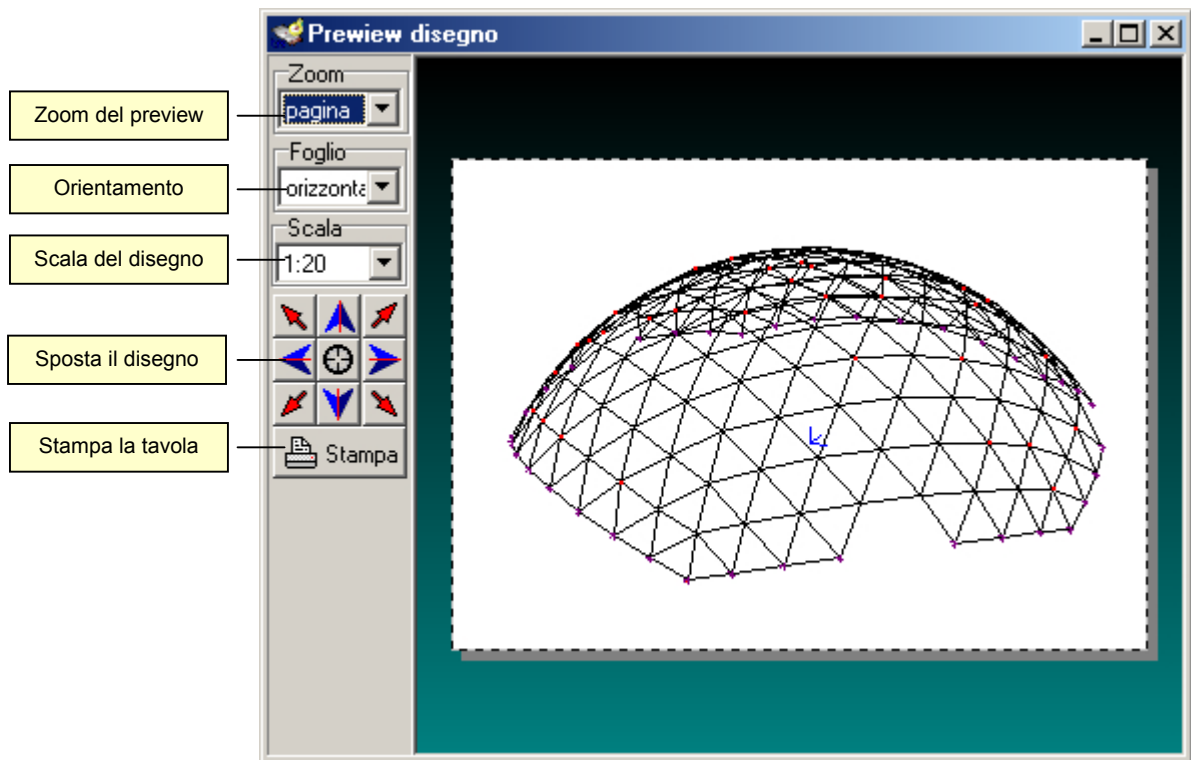 Prewiew disegno
Zoom
Zoom del preview
pagina
Foglio
Orientamento
orizzonta
Scala
Scala del disegno
1:20
Sposta il disegno
Stampa la tavola
Stampa